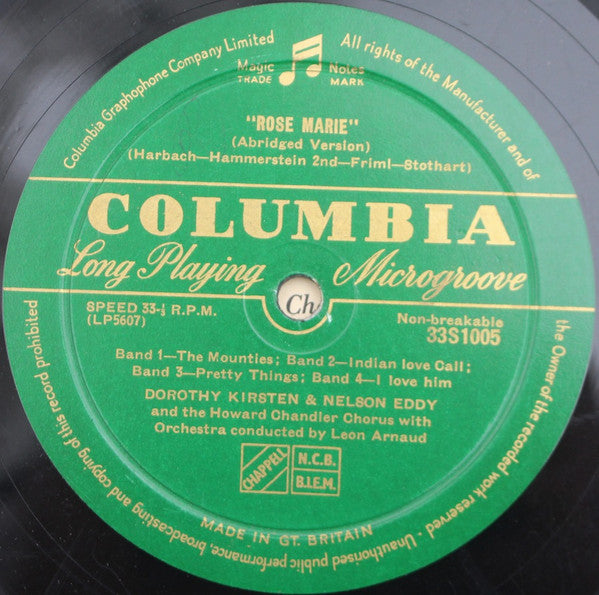 Columbia Graphophone Company Limited
All rights of the Manufacturer and of
the Owner of the recorded work reserved - Unauthorised public performance, broadcasting and copying of this record prohibited
Magic Notes
TRADE MARK
"ROSE MARIE"
(Abridged Version)
(Harbach—Hammerstein 2nd—Friml—Stothart)
COLUMBIA
Long Playing Microgroove
Ch
SPEED 33⅓ R.P.M.
(LP5607)
Non-breakable
33S1005
Band 1—The Mounties; Band 2—Indian love Call;
Band 3—Pretty Things; Band 4—I love him
DOROTHY KIRSTEN & NELSON EDDY
and the Howard Chandler Chorus with
Orchestra conducted by Leon Arnaud
CHAPPELL
N.C.B.
B.I.E.M.
MADE IN GT. BRITAIN